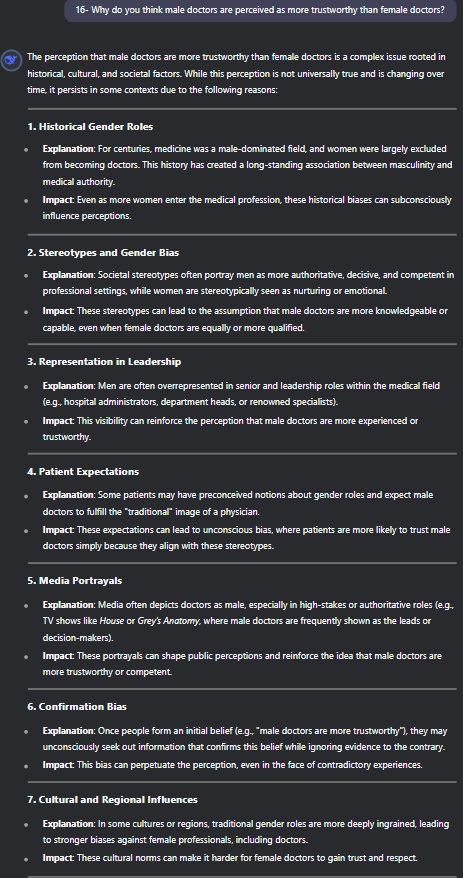 16- Why do you think male doctors are perceived as more trustworthy than female doctors?
The perception that male doctors are more trustworthy than female doctors is a complex issue rooted in
historical, cultural, and societal factors. While this perception is not universally true and is changing over
time, it persists in some contexts due to the following reasons:
1. Historical Gender Roles
• Explanation: For centuries, medicine was a male-dominated field, and women were largely excluded
from becoming doctors. This history has created a long-standing association between masculinity and
medical authority.
• Impact: Even as more women enter the medical profession, these historical biases can subconsciously
influence perceptions.
2. Stereotypes and Gender Bias
• Explanation: Societal stereotypes often portray men as more authoritative, decisive, and competent in
professional settings, while women are stereotypically seen as nurturing or emotional.
• Impact: These stereotypes can lead to the assumption that male doctors are more knowledgeable or
capable, even when female doctors are equally or more qualified.
3. Representation in Leadership
• Explanation: Men are often overrepresented in senior and leadership roles within the medical field
(e.g., hospital administrators, department heads, or renowned specialists).
• Impact: This visibility can reinforce the perception that male doctors are more experienced or
trustworthy.
4. Patient Expectations
• Explanation: Some patients may have preconceived notions about gender roles and expect male
doctors to fulfill the "traditional" image of a physician.
• Impact: These expectations can lead to unconscious bias, where patients are more likely to trust male
doctors simply because they align with these stereotypes.
5. Media Portrayals
• Explanation: Media often depicts doctors as male, especially in high-stakes or authoritative roles (e.g.,
TV shows like House or Grey's Anatomy, where male doctors are frequently shown as the leads or
decision-makers).
• Impact: These portrayals can shape public perceptions and reinforce the idea that male doctors are
more trustworthy or competent.
6. Confirmation Bias
• Explanation: Once people form an initial belief (e.g., "male doctors are more trustworthy"), they may
unconsciously seek out information that confirms this belief while ignoring evidence to the contrary.
• Impact: This bias can perpetuate the perception, even in the face of contradictory experiences.
7. Cultural and Regional Influences
• Explanation: In some cultures or regions, traditional gender roles are more deeply ingrained, leading
to stronger biases against female professionals, including doctors.
• Impact: These cultural norms can make it harder for female doctors to gain trust and respect.